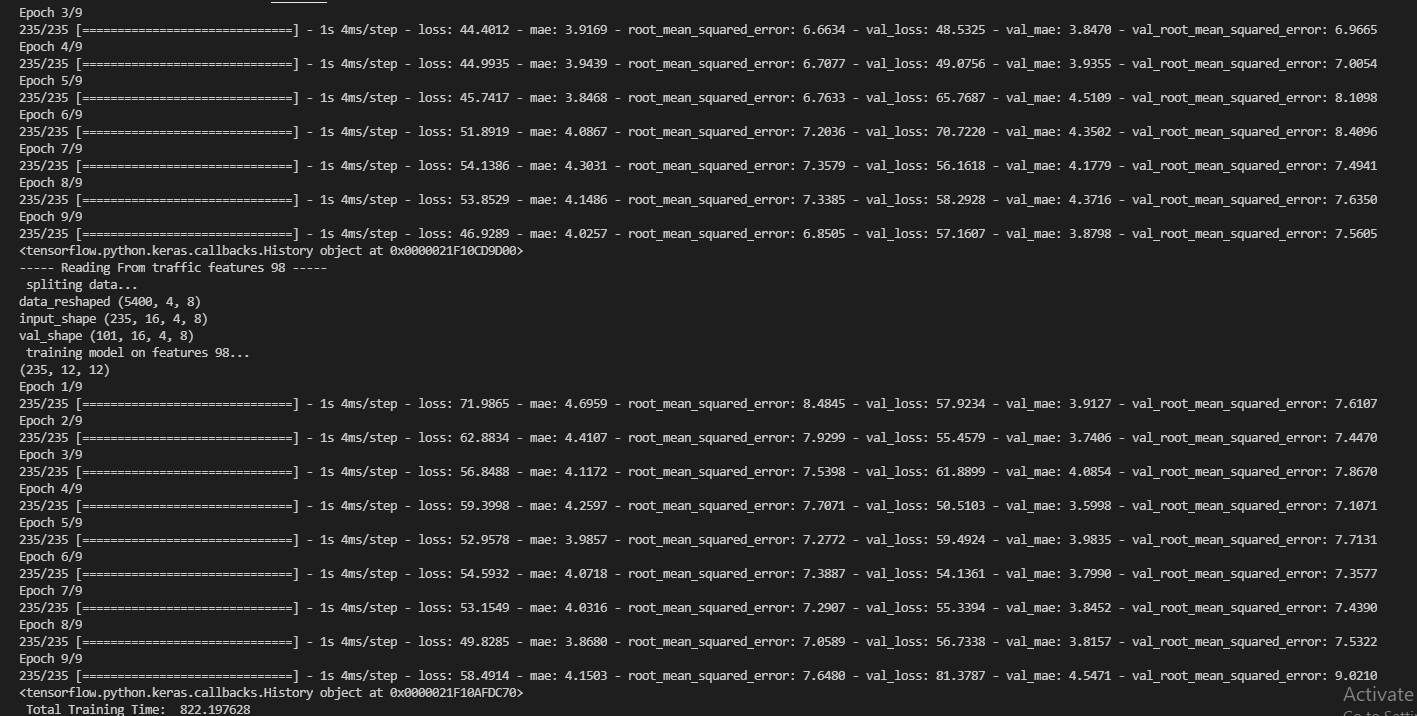 Epoch 3/9
235/235 [==============================] - 1s 4ms/step - loss: 44.4012 - mae: 3.9169 - root_mean_squared_error: 6.6634 - val_loss: 48.5325 - val_mae: 3.8470 - val_root_mean_squared_error: 6.9665
Epoch 4/9
235/235 [==============================] - 1s 4ms/step - loss: 44.9935 - mae: 3.9439 - root_mean_squared_error: 6.7077 - val_loss: 49.0756 - val_mae: 3.9355 - val_root_mean_squared_error: 7.0054
Epoch 5/9
235/235 [==============================] - 1s 4ms/step - loss: 45.7417 - mae: 3.8468 - root_mean_squared_error: 6.7633 - val_loss: 65.7687 - val_mae: 4.5109 - val_root_mean_squared_error: 8.1098
Epoch 6/9
235/235 [==============================] - 1s 4ms/step - loss: 51.8919 - mae: 4.0867 - root_mean_squared_error: 7.2036 - val_loss: 70.7220 - val_mae: 4.3502 - val_root_mean_squared_error: 8.4096
Epoch 7/9
235/235 [==============================] - 1s 4ms/step - loss: 54.1386 - mae: 4.3031 - root_mean_squared_error: 7.3579 - val_loss: 56.1618 - val_mae: 4.1779 - val_root_mean_squared_error: 7.4941
Epoch 8/9
235/235 [==============================] - 1s 4ms/step - loss: 53.8529 - mae: 4.1486 - root_mean_squared_error: 7.3385 - val_loss: 58.2928 - val_mae: 4.3716 - val_root_mean_squared_error: 7.6350
Epoch 9/9
235/235 [==============================] - 1s 4ms/step - loss: 46.9289 - mae: 4.0257 - root_mean_squared_error: 6.8505 - val_loss: 57.1607 - val_mae: 3.8798 - val_root_mean_squared_error: 7.5605
<tensorflow.python.keras.callbacks.History object at 0x0000021F10CD9D00>
----- Reading From traffic features 98 -----
spliting data...
data_reshaped (5400, 4, 8)
input_shape (235, 16, 4, 8)
val_shape (101, 16, 4, 8)
training model on features 98...
(235, 12, 12)
Epoch 1/9
235/235 [==============================] - 1s 4ms/step - loss: 71.9865 - mae: 4.6959 - root_mean_squared_error: 8.4845 - val_loss: 57.9234 - val_mae: 3.9127 - val_root_mean_squared_error: 7.6107
Epoch 2/9
235/235 [==============================] - 1s 4ms/step - loss: 62.8834 - mae: 4.4107 - root_mean_squared_error: 7.9299 - val_loss: 55.4579 - val_mae: 3.7406 - val_root_mean_squared_error: 7.4470
Epoch 3/9
235/235 [==============================] - 1s 4ms/step - loss: 56.8488 - mae: 4.1172 - root_mean_squared_error: 7.5398 - val_loss: 61.8899 - val_mae: 4.0854 - val_root_mean_squared_error: 7.8670
Epoch 4/9
235/235 [==============================] - 1s 4ms/step - loss: 59.3998 - mae: 4.2597 - root_mean_squared_error: 7.7071 - val_loss: 50.5103 - val_mae: 3.5998 - val_root_mean_squared_error: 7.1071
Epoch 5/9
235/235 [==============================] - 1s 4ms/step - loss: 52.9578 - mae: 3.9857 - root_mean_squared_error: 7.2772 - val_loss: 59.4924 - val_mae: 3.9835 - val_root_mean_squared_error: 7.7131
Epoch 6/9
235/235 [==============================] - 1s 4ms/step - loss: 54.5932 - mae: 4.0718 - root_mean_squared_error: 7.3887 - val_loss: 54.1361 - val_mae: 3.7990 - val_root_mean_squared_error: 7.3577
Epoch 7/9
235/235 [==============================] - 1s 4ms/step - loss: 53.1549 - mae: 4.0316 - root_mean_squared_error: 7.2907 - val_loss: 55.3394 - val_mae: 3.8452 - val_root_mean_squared_error: 7.4390
Epoch 8/9
235/235 [==============================] - 1s 4ms/step - loss: 49.8285 - mae: 3.8680 - root_mean_squared_error: 7.0589 - val_loss: 56.7338 - val_mae: 3.8157 - val_root_mean_squared_error: 7.5322
Epoch 9/9
235/235 [==============================] - 1s 4ms/step - loss: 58.4914 - mae: 4.1503 - root_mean_squared_error: 7.6480 - val_loss: 81.3787 - val_mae: 4.5471 - val_root_mean_squared_error: 9.0210
<tensorflow.python.keras.callbacks.History object at 0x0000021F10AFDC70>
Total Training Time:  822.197628
Activate